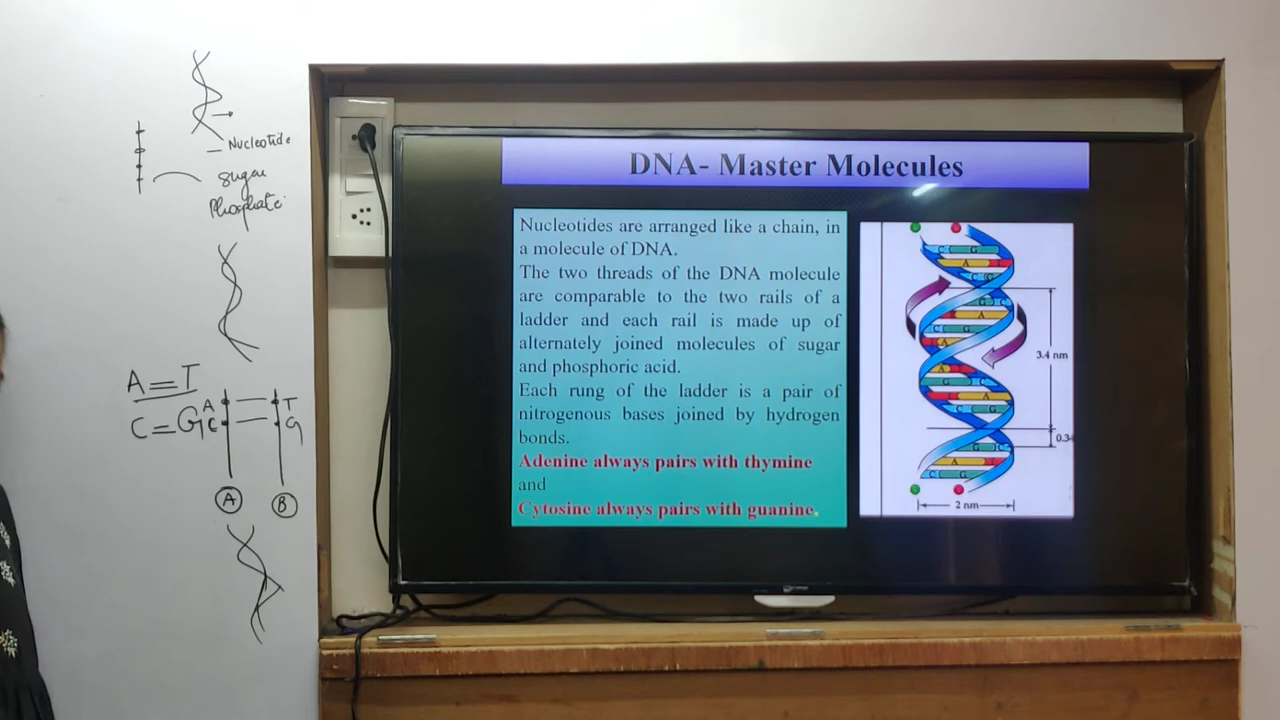 Nucleotide
sugar
Phosphate
A=T
C=G
A T
C G
A B
DNA- Master Molecules
Nucleotides are arranged like a chain, in
a molecule of DNA.
The two threads of the DNA molecule
are comparable to the two rails of a
ladder and each rail is made up of
alternately joined molecules of sugar
and phosphoric acid.
Each rung of the ladder is a pair of
nitrogenous bases joined by hydrogen
bonds.
Adenine always pairs with thymine
and
Cytosine always pairs with guanine.
C G
A
C G
G C
A
C G
A
3.4 nm
A
G C
A
C G
0.34
G C
A
C G
2 nm